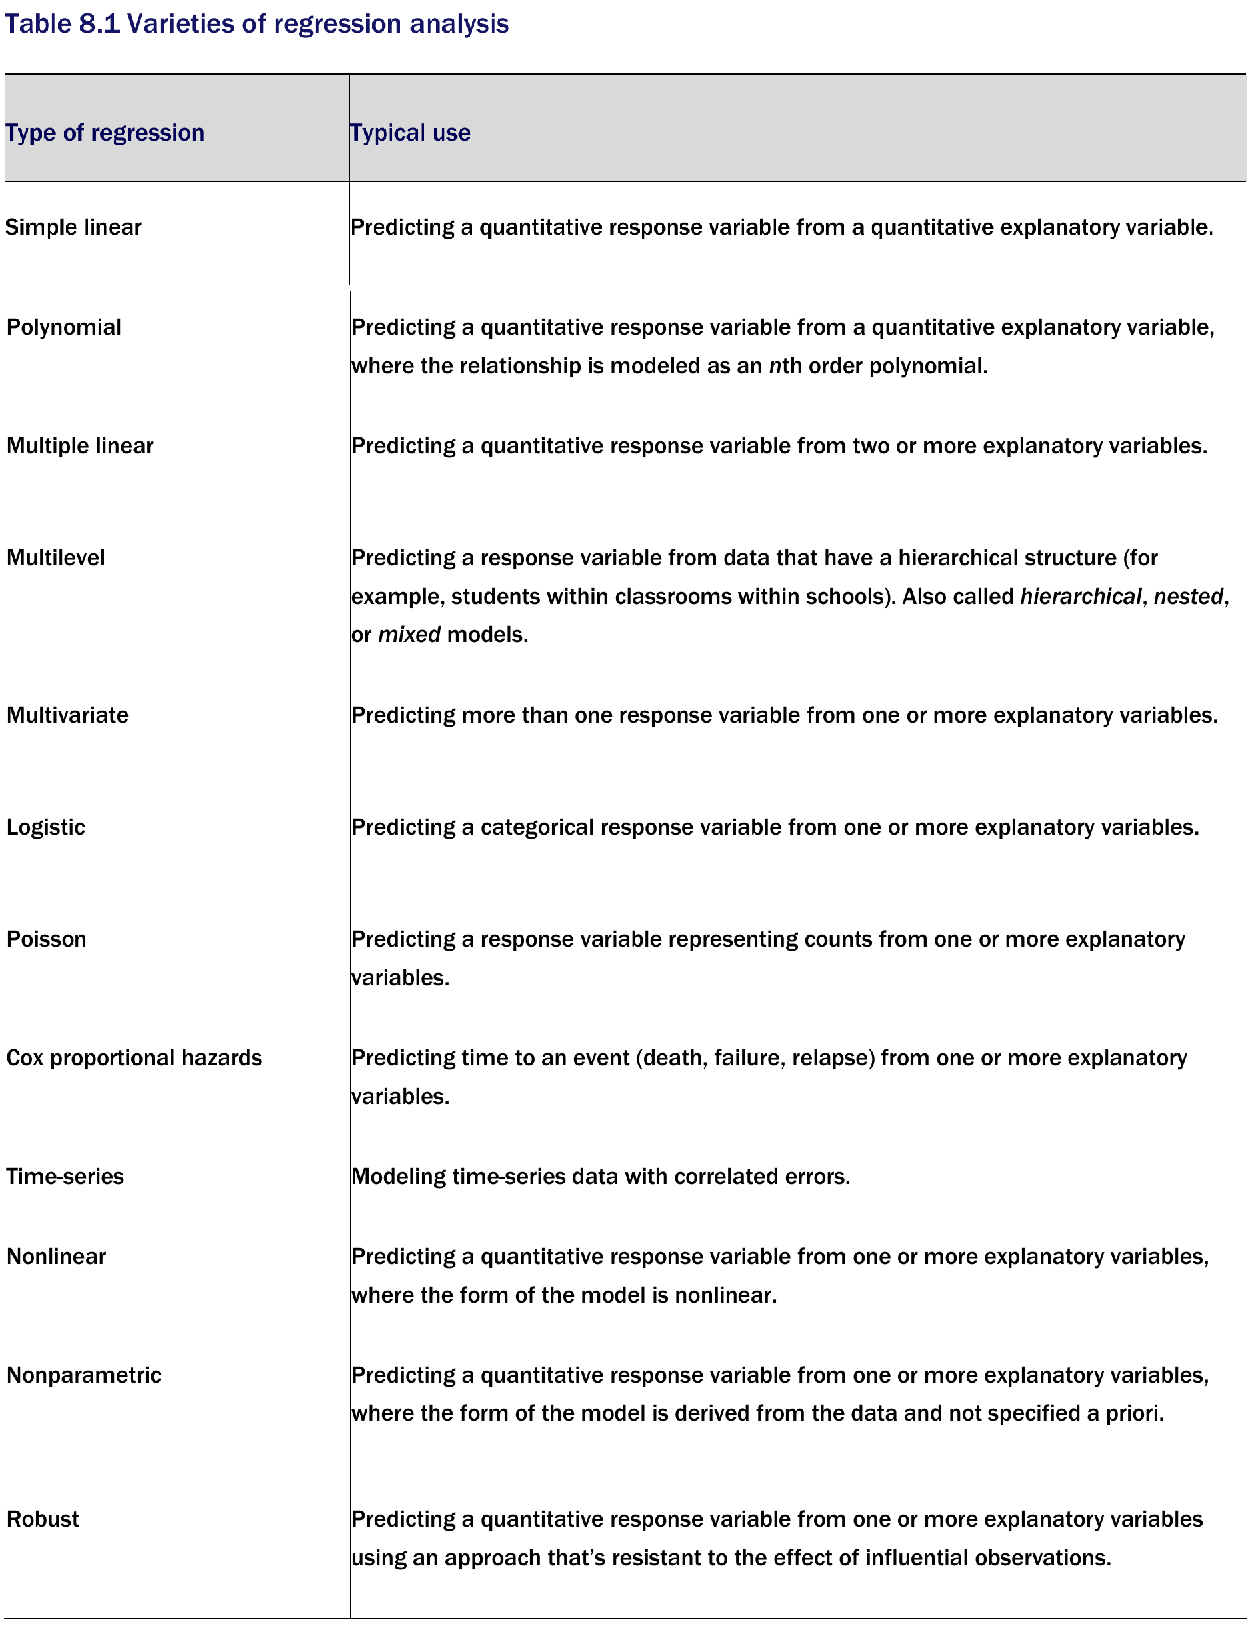 Table 8.1 Varieties of regression analysis
Type of regression
Typical use
Simple linear
Predicting a quantitative response variable from a quantitative explanatory variable.
Polynomial
Predicting a quantitative response variable from a quantitative explanatory variable,
where the relationship is modeled as an nth order polynomial.
Multiple linear
Predicting a quantitative response variable from two or more explanatory variables.
Multilevel
Predicting a response variable from data that have a hierarchical structure (for
example, students within classrooms within schools). Also called hierarchical, nested,
or mixed models.
Multivariate
Predicting more than one response variable from one or more explanatory variables.
Logistic
Predicting a categorical response variable from one or more explanatory variables.
Poisson
Predicting a response variable representing counts from one or more explanatory
variables.
Cox proportional hazards
Predicting time to an event (death, failure, relapse) from one or more explanatory
variables.
Time-series
Modeling time-series data with correlated errors.
Nonlinear
Predicting a quantitative response variable from one or more explanatory variables,
where the form of the model is nonlinear.
Nonparametric
Predicting a quantitative response variable from one or more explanatory variables,
where the form of the model is derived from the data and not specified a priori.
Robust
Predicting a quantitative response variable from one or more explanatory variables
using an approach that’s resistant to the effect of influential observations.